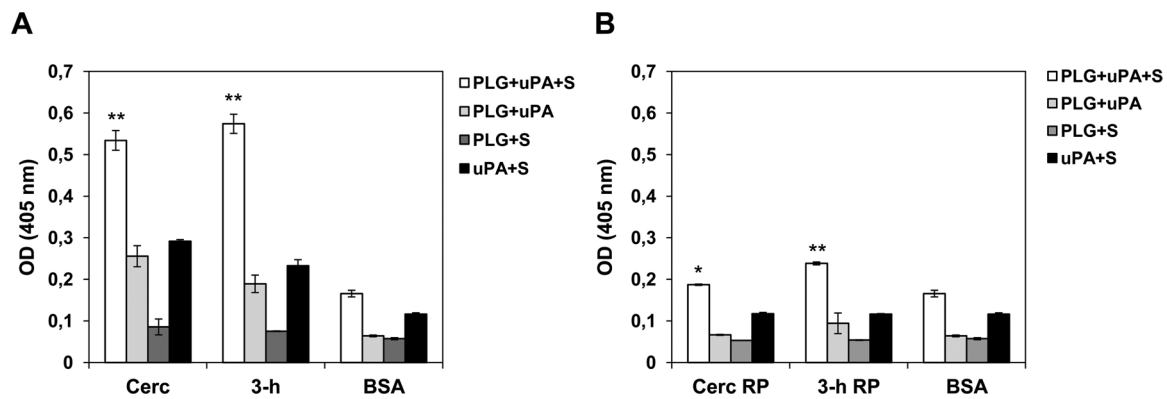 A
OD (405 nm)
0,7
0,6
0,5
0,4
0,3
0,2
0,1
0
**
**
Cerc
3-h
BSA
PLG+uPA+S
PLG+uPA
PLG+S
uPA+S
B
OD (405 nm)
0,7
0,6
0,5
0,4
0,3
0,2
0,1
0
*
**
Cerc RP
3-h RP
BSA
PLG+uPA+S
PLG+uPA
PLG+S
uPA+S